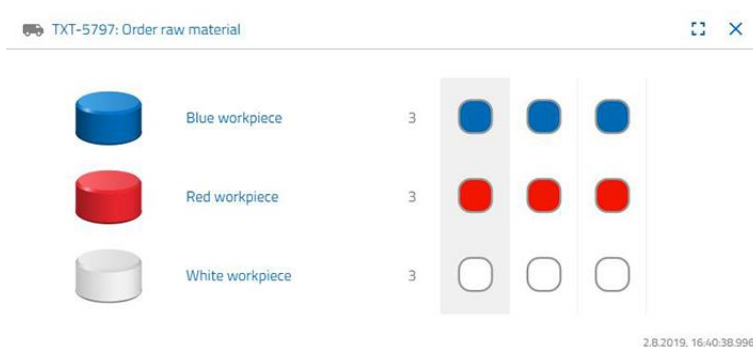 TXT-5797: Order raw material
Blue workpiece 3
Red workpiece 3
White workpiece 3
2.8.2019, 16:40:38.996